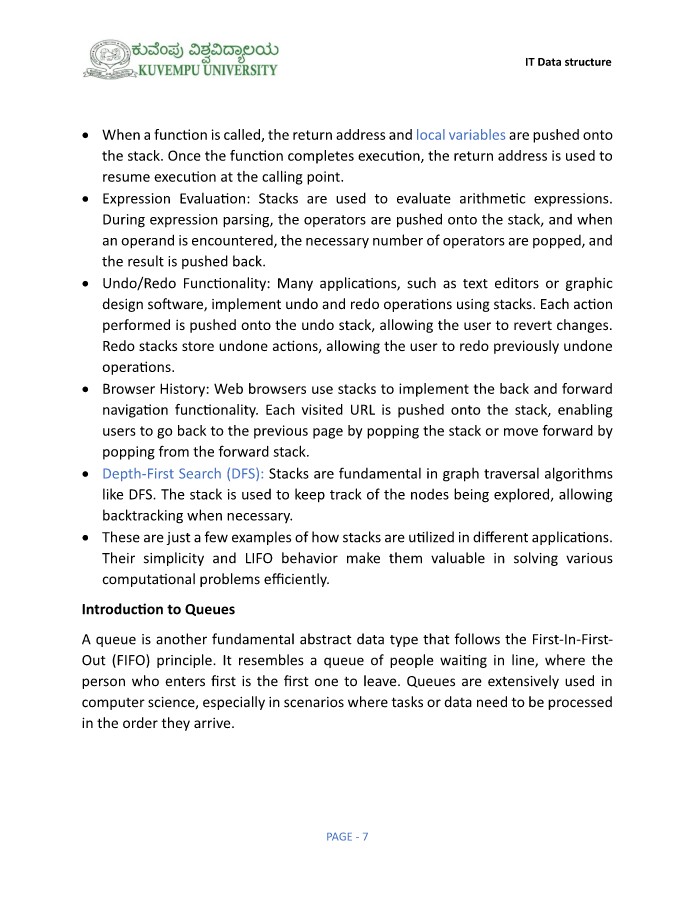 ಕುವೆಂಪು ವಿಶ್ವವಿದ್ಯಾಲಯ
KUVEMPU UNIVERSITY
IT Data structure
• When a function is called, the return address and local variables are pushed onto
the stack. Once the function completes execution, the return address is used to
resume execution at the calling point.
• Expression Evaluation: Stacks are used to evaluate arithmetic expressions.
During expression parsing, the operators are pushed onto the stack, and when
an operand is encountered, the necessary number of operators are popped, and
the result is pushed back.
• Undo/Redo Functionality: Many applications, such as text editors or graphic
design software, implement undo and redo operations using stacks. Each action
performed is pushed onto the undo stack, allowing the user to revert changes.
Redo stacks store undone actions, allowing the user to redo previously undone
operations.
• Browser History: Web browsers use stacks to implement the back and forward
navigation functionality. Each visited URL is pushed onto the stack, enabling
users to go back to the previous page by popping the stack or move forward by
popping from the forward stack.
• Depth-First Search (DFS): Stacks are fundamental in graph traversal algorithms
like DFS. The stack is used to keep track of the nodes being explored, allowing
backtracking when necessary.
• These are just a few examples of how stacks are utilized in different applications.
Their simplicity and LIFO behavior make them valuable in solving various
computational problems efficiently.
Introduction to Queues
A queue is another fundamental abstract data type that follows the First-In-First-
Out (FIFO) principle. It resembles a queue of people waiting in line, where the
person who enters first is the first one to leave. Queues are extensively used in
computer science, especially in scenarios where tasks or data need to be processed
in the order they arrive.
PAGE - 7